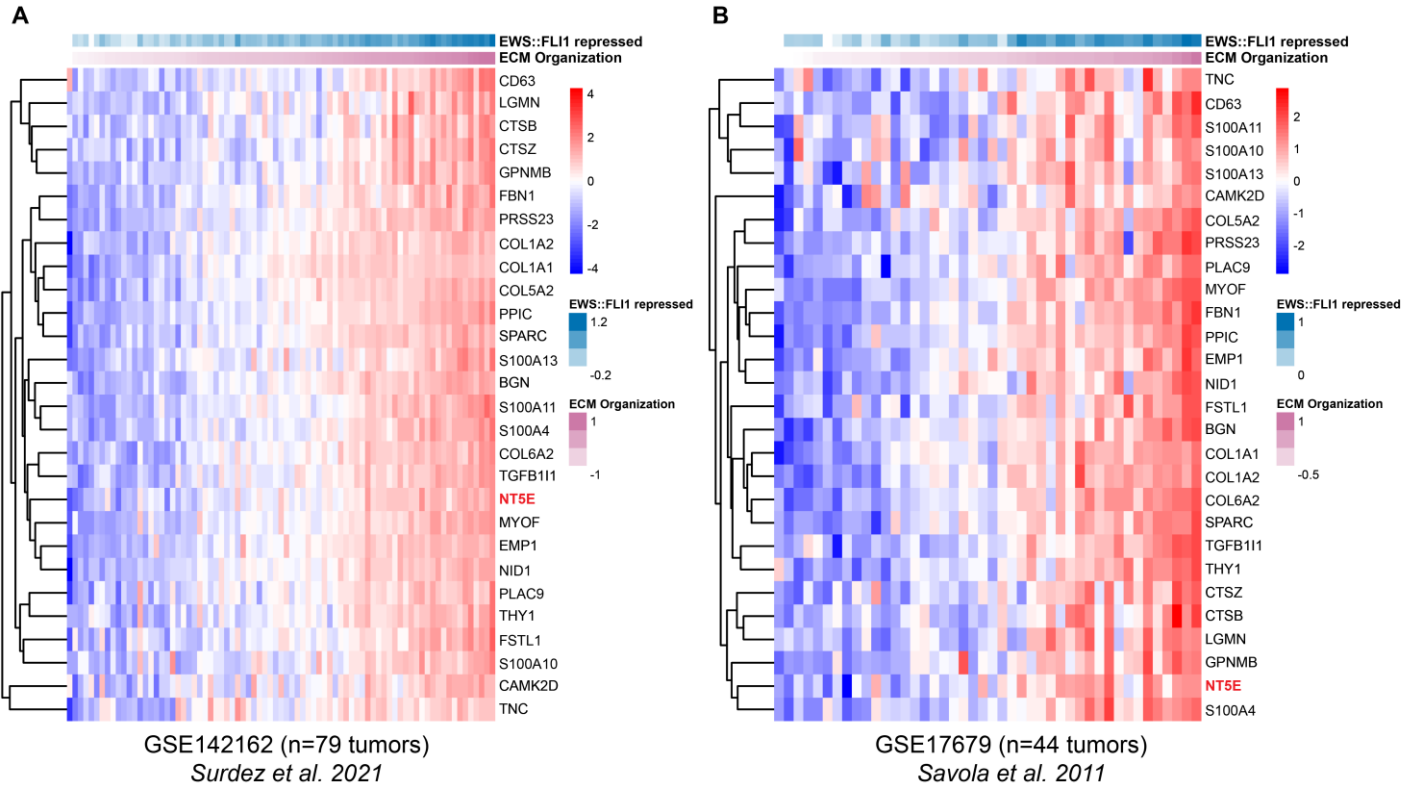 A
EWS::FLI1 repressed
ECM Organization
CD63
LGMN
CTSB
CTSZ
GPNMB
FBN1
PRSS23
COL1A2
COL1A1
COL5A2
PPIC
SPARC
S100A13
BGN
S100A11
S100A4
COL6A2
TGFB1I1
NT5E
MYOF
EMP1
NID1
PLAC9
THY1
FSTL1
S100A10
CAMK2D
TNC
4
2
0
-2
-4
EWS::FLI1 repressed
1.2
-0.2
ECM Organization
1
-1
GSE142162 (n=79 tumors)
Surdez et al. 2021
B
EWS::FLI1 repressed
ECM Organization
TNC
CD63
S100A11
S100A10
S100A13
CAMK2D
COL5A2
PRSS23
PLAC9
MYOF
FBN1
PPIC
EMP1
NID1
FSTL1
BGN
COL1A1
COL1A2
COL6A2
SPARC
TGFB1I1
THY1
CTSZ
CTSB
LGMN
GPNMB
NT5E
S100A4
2
1
0
-1
-2
EWS::FLI1 repressed
1
0
ECM Organization
1
-0.5
GSE17679 (n=44 tumors)
Savola et al. 2011